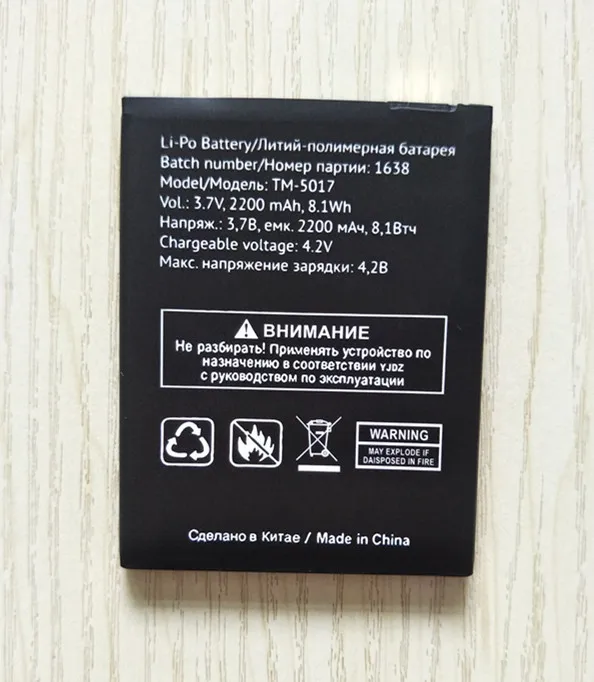 Li-Po Battery/Литий-полимерная батарея
Batch number/Номер партии: 1638
Model/Модель: TM-5017
Vol.: 3.7V, 2200 mAh, 8.1Wh
Напряж.: 3,7В, емк. 2200 мАч, 8,1Втч
Chargeable voltage: 4.2V
Макс. напряжение зарядки: 4,2В
ВНИМАНИЕ
Не разбирать! Применять устройство по
назначению в соответствии YJDZ
с руководством по эксплуатации
WARNING
MAY EXPLODE IF
DAISPOSED IN FIRE
Сделано в Китае / Made in China